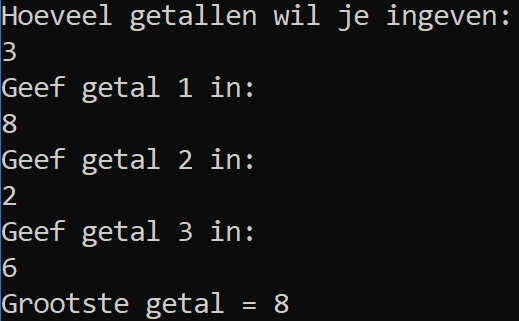 Hoeveel getallen wil je ingeven:
3
Geef getal 1 in:
8
Geef getal 2 in:
2
Geef getal 3 in:
6
Grootste getal = 8